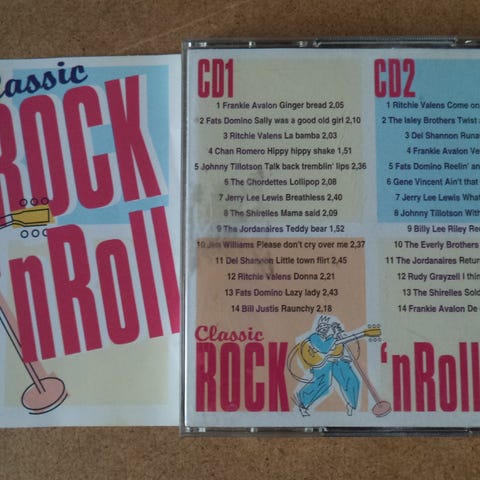 Classic
ROCK
'nRoll
CD1
1 Frankie Avalon Ginger bread 2,05
2 Fats Domino Sally was a good old girl 2,10
3 Ritchie Valens La bamba 2,03
4 Chan Romero Hippy hippy shake 1,51
5 Johnny Tillotson Talk back tremblin' lips 2,36
6 The Chordettes Lollipop 2,08
7 Jerry Lee Lewis Breathless 2,40
8 The Shirelles Mama said 2,09
9 The Jordanaires Teddy bear 1,52
10 Jim Williams Please don't cry over me 2,37
11 Del Shannon Little town flirt 2,45
12 Ritchie Valens Donna 2,21
13 Fats Domino Lazy lady 2,43
14 Bill Justis Raunchy 2,18
CD2
1 Ritchie Valens Come on
2 The Isley Brothers Twist
3 Del Shannon
4 Frankie Avalon
5 Fats Domino Reelin'
6 Gene Vincent Ain't that
7 Jerry Lee Lewis
8 Johnny Tillotson
9 Billy Lee Riley
10 The Everly Brothers
11 The Jordanaires
12 Rudy Grayzell I
13 The Shirelles
14 Frankie Avalon De
Classic
ROCK 'nRoll